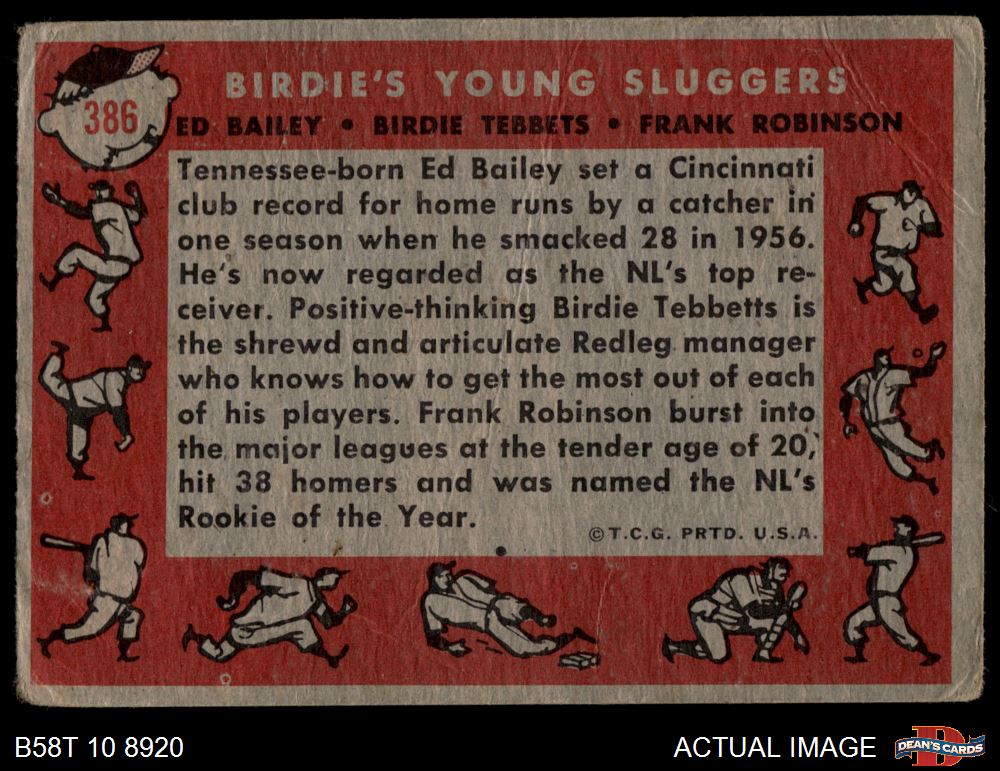 386
BIRDIE'S YOUNG SLUGGERS
ED BAILEY • BIRDIE TEBBETS • FRANK ROBINSON
Tennessee-born Ed Bailey set a Cincinnati
club record for home runs by a catcher in
one season when he smacked 28 in 1956.
He's now regarded as the NL's top re-
ceiver. Positive-thinking Birdie Tebbetts is
the shrewd and articulate Redleg manager
who knows how to get the most out of each
of his players. Frank Robinson burst into
the major leagues at the tender age of 20,
hit 38 homers and was named the NL's
Rookie of the Year.
© T.C.G. PRTD. U.S.A.
B58T 10 8920
ACTUAL IMAGE
D
DEAN'S CARDS